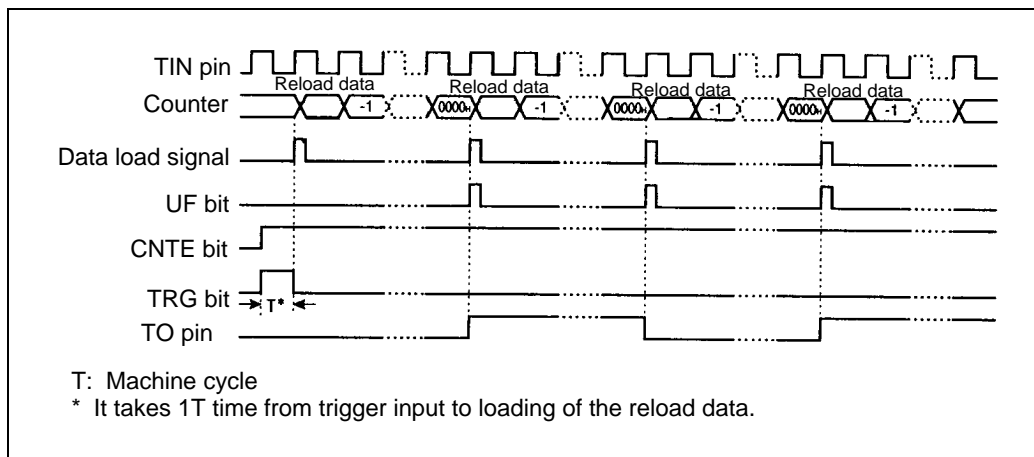 TIN pin
Reload data Reload data Reload data Reload data
Counter -1 0000H -1 0000H -1 0000H -1
Data load signal
UF bit
CNTE bit
TRG bit
T*
TO pin
T: Machine cycle
* It takes 1T time from trigger input to loading of the reload data.